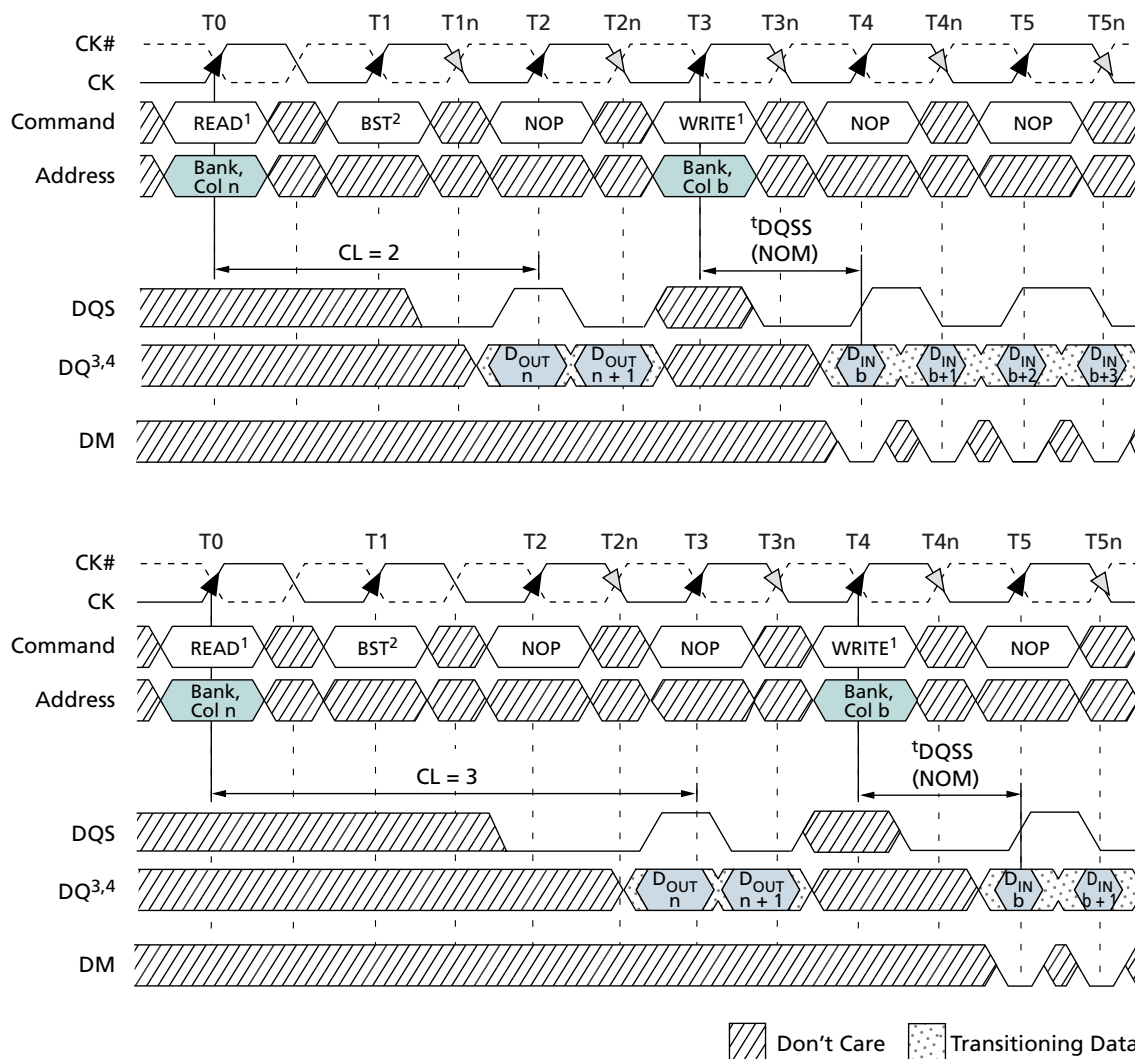 T0 T1 T1n T2 T2n T3 T3n T4 T4n T5 T5n
CK#
CK
Command READ1 BST2 NOP WRITE1 NOP NOP
Address Bank, Col n Bank, Col b
CL = 2 tDQSS (NOM)
DQS
DQ3,4 DOUT n DOUT n + 1 DIN b DIN b+1 DIN b+2 DIN b+3
DM
T0 T1 T2 T2n T3 T3n T4 T4n T5 T5n
CK#
CK
Command READ1 BST2 NOP NOP WRITE1 NOP
Address Bank, Col n Bank, Col b
CL = 3 tDQSS (NOM)
DQS
DQ3,4 DOUT n DOUT n + 1 DIN b DIN b + 1
DM
Don't Care Transitioning Data